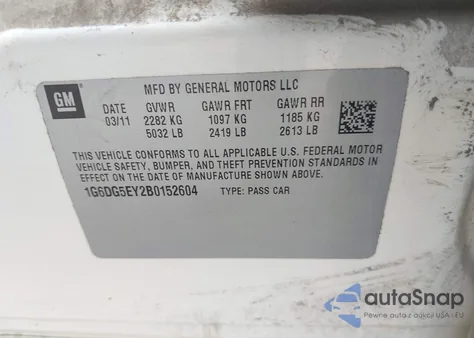 GM
MFD BY GENERAL MOTORS LLC
DATE GVWR GAWR FRT GAWR RR
03/11 2282 KG 1097 KG 1185 KG
5032 LB 2419 LB 2613 LB
THIS VEHICLE CONFORMS TO ALL APPLICABLE U.S. FEDERAL MOTOR
VEHICLE SAFETY, BUMPER, AND THEFT PREVENTION STANDARDS IN
EFFECT ON THE DATE OF MANUFACTURE SHOWN ABOVE.
1G6DG5EY2B0152604 TYPE: PASS CAR
autoSnap
Pewne auta z aukcji USA i EU